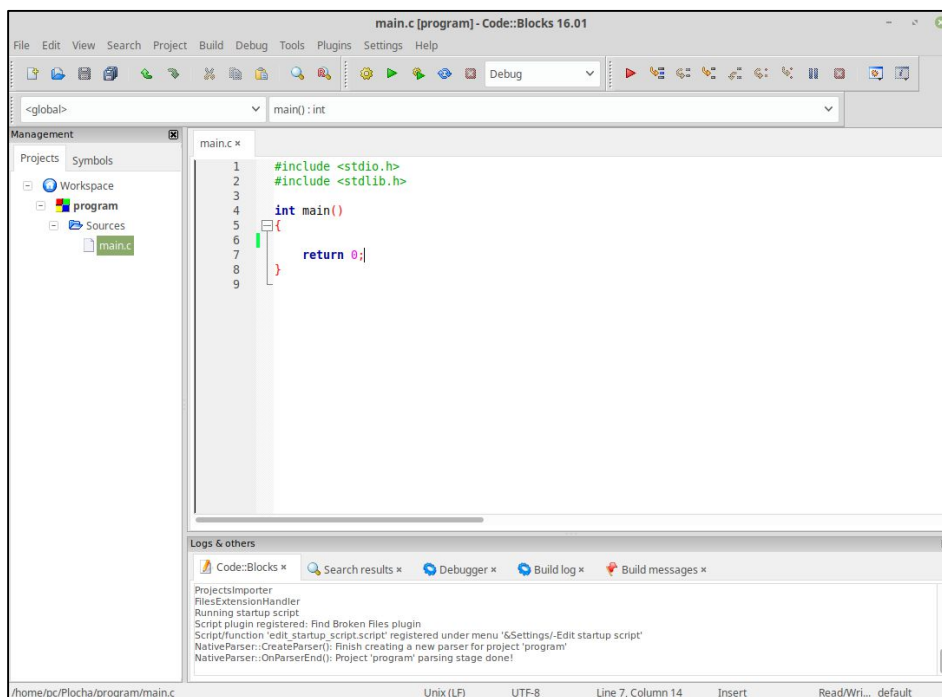 main.c [program] - Code::Blocks 16.01
File Edit View Search Project Build Debug Tools Plugins Settings Help
Debug
<global> main() : int
Management
Projects Symbols
Workspace
program
Sources
main.c
main.c ×
1 #include <stdio.h>
2 #include <stdlib.h>
3
4 int main()
5 {
6
7 return 0;
8 }
9
Logs & others
Code::Blocks × Search results × Debugger × Build log × Build messages ×
ProjectsImporter
FilesExtensionHandler
Running startup script
Script plugin registered: Find Broken Files plugin
Script/function 'edit_startup_script.script' registered under menu '&Settings/-Edit startup script'
NativeParser::CreateParser(): Finish creating a new parser for project 'program'
NativeParser::OnParserEnd(): Project 'program' parsing stage done!
/home/pc/Plocha/program/main.c Unix (LF) UTF-8 Line 7, Column 14 Insert Read/Wri... default